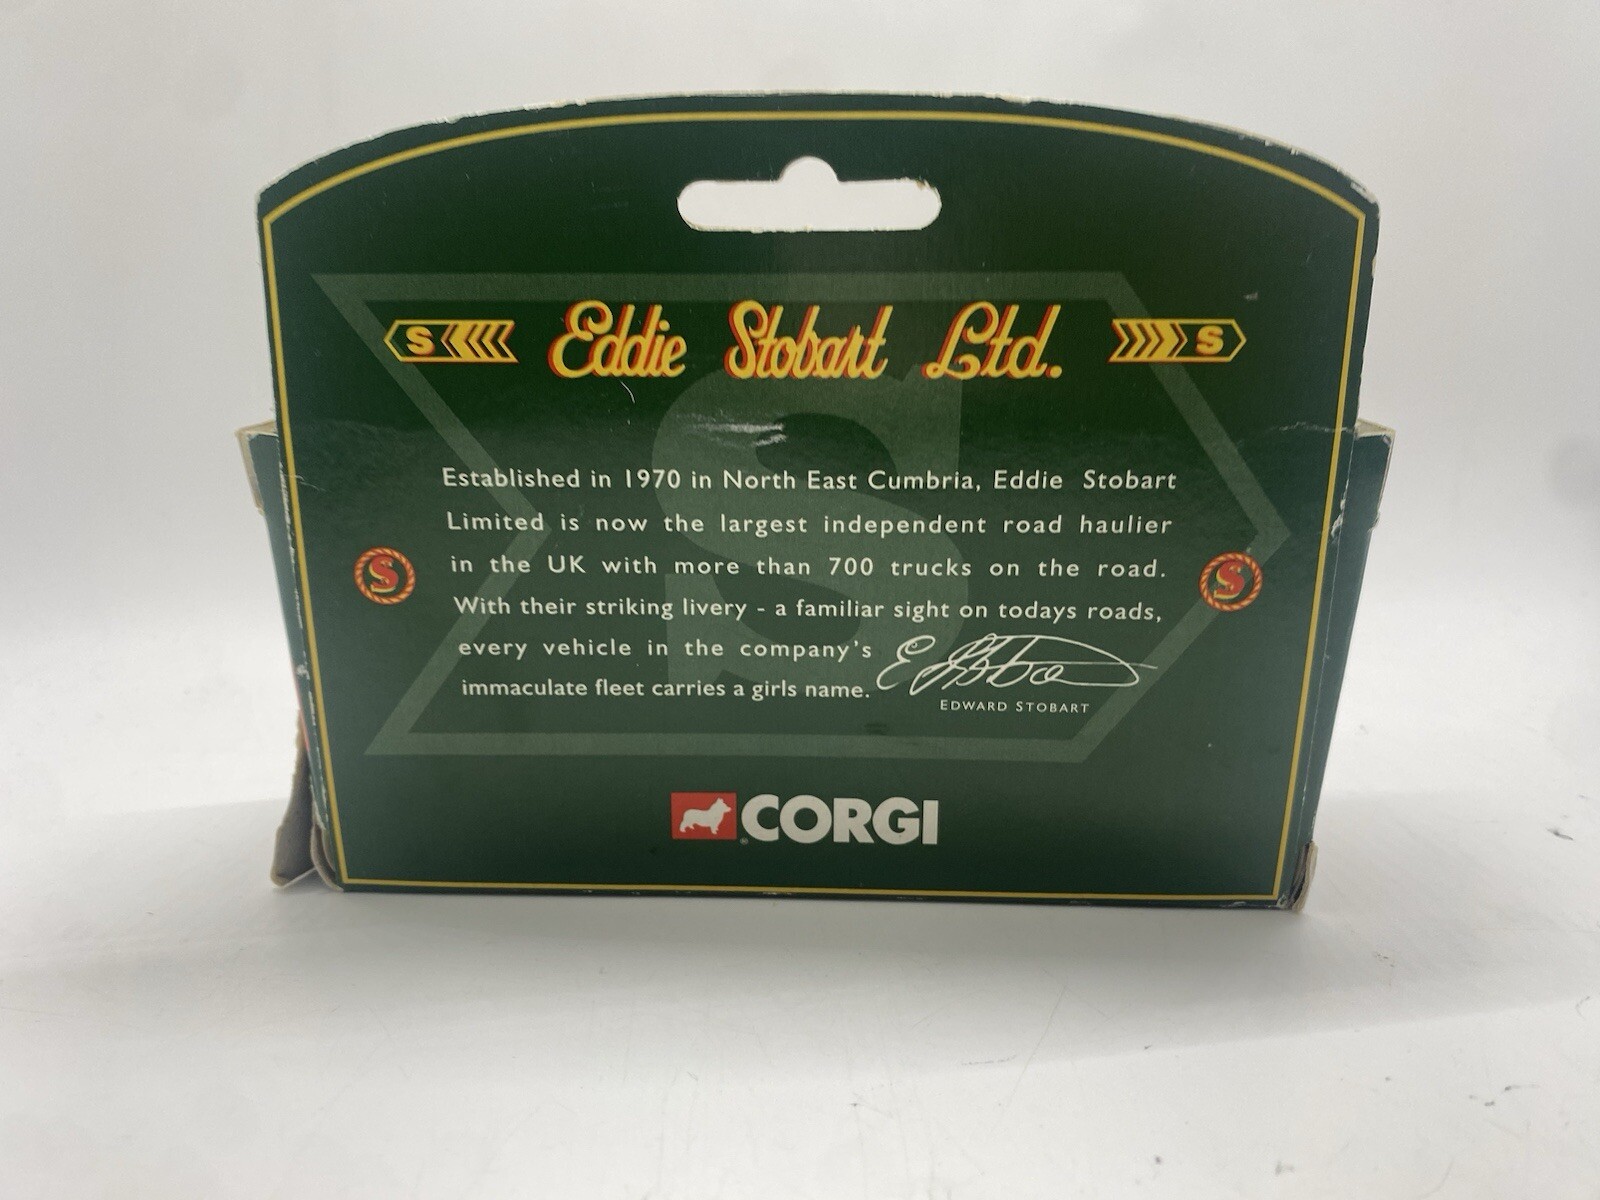 S Eddie Stobart Ltd. S
Established in 1970 in North East Cumbria, Eddie Stobart
Limited is now the largest independent road haulier
in the UK with more than 700 trucks on the road.
With their striking livery - a familiar sight on todays roads,
every vehicle in the company's
immaculate fleet carries a girls name.
S
S
EDWARD STOBART
CORGI